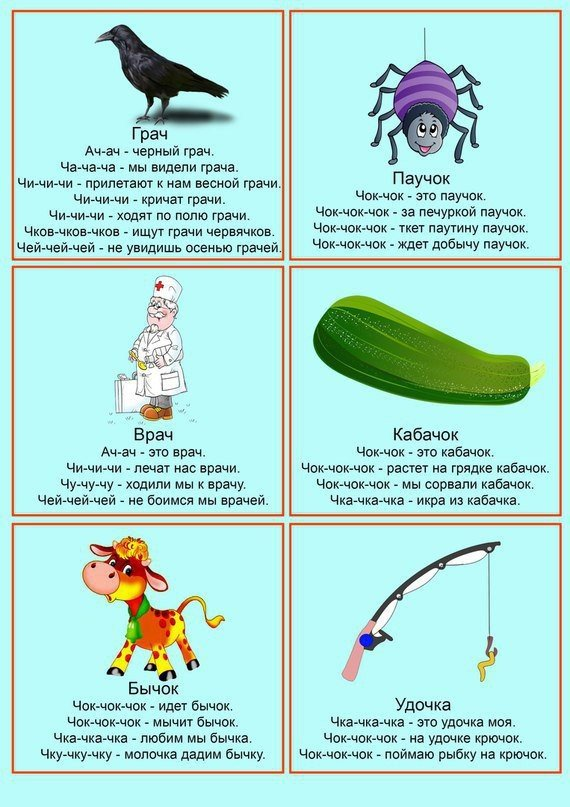 Грач
Ач-ач - черный грач.
Ча-ча-ча - мы видели грача.
Чи-чи-чи - прилетают к нам весной грачи.
Чи-чи-чи - кричат грачи.
Чи-чи-чи - ходят по полю грачи.
Чков-чков-чков - ищут грачи червячков.
Чей-чей-чей - не увидишь осенью грачей.
Паучок
Чок-чок - это паучок.
Чок-чок-чок - за печуркой паучок.
Чок-чок-чок - ткет паутину паучок.
Чок-чок-чок - ждет добычу паучок.
Врач
Ач-ач - это врач.
Чи-чи-чи - лечат нас врачи.
Чу-чу-чу - ходили мы к врачу.
Чей-чей-чей - не боимся мы врачей.
Кабачок
Чок-чок - это кабачок.
Чок-чок-чок - растет на грядке кабачок.
Чок-чок-чок - мы сорвали кабачок.
Чка-чка-чка - икра из кабачка.
Бычок
Чок-чок-чок - идет бычок.
Чок-чок-чок - мычит бычок.
Чка-чка-чка - любим мы бычка.
Чку-чку-чку - молочка дадим бычку.
Удочка
Чка-чка-чка - это удочка моя.
Чок-чок-чок - на удочке крючок.
Чок-чок-чок - поймаю рыбку на крючок.